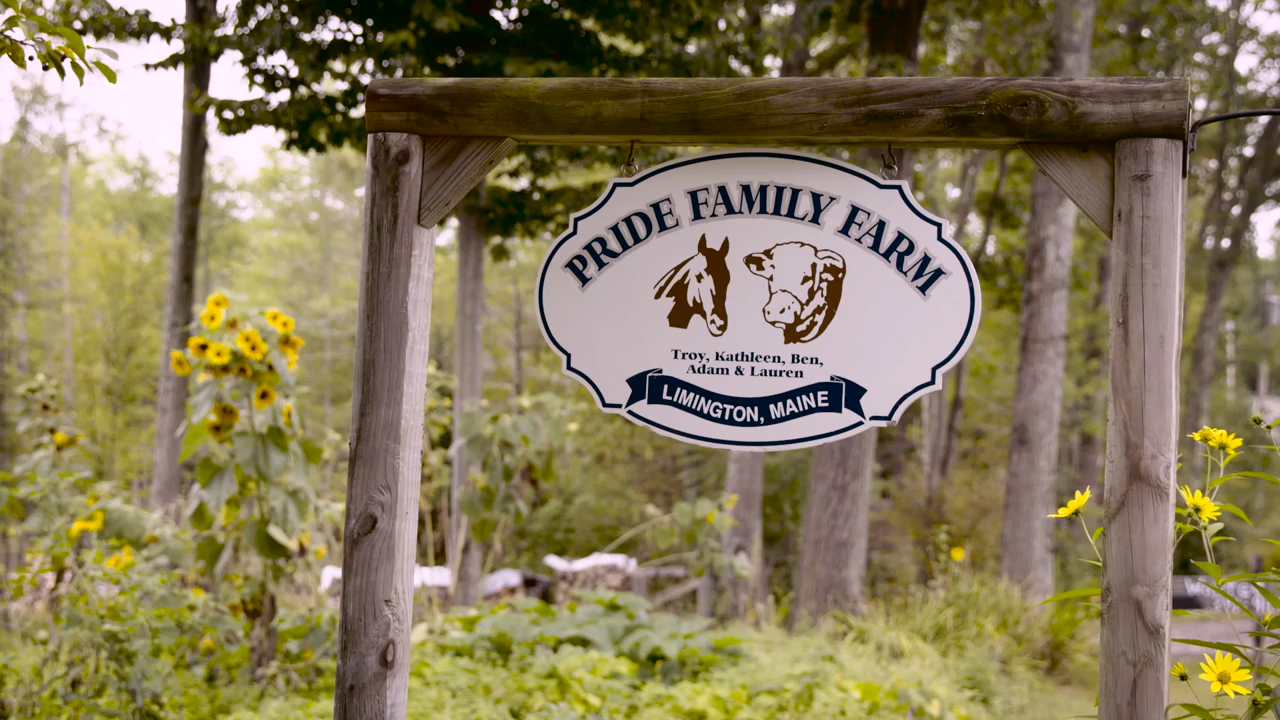 PRIDE FAMILY FARM
Troy, Kathleen, Ben,
Adam & Lauren
LIMINGTON, MAINE